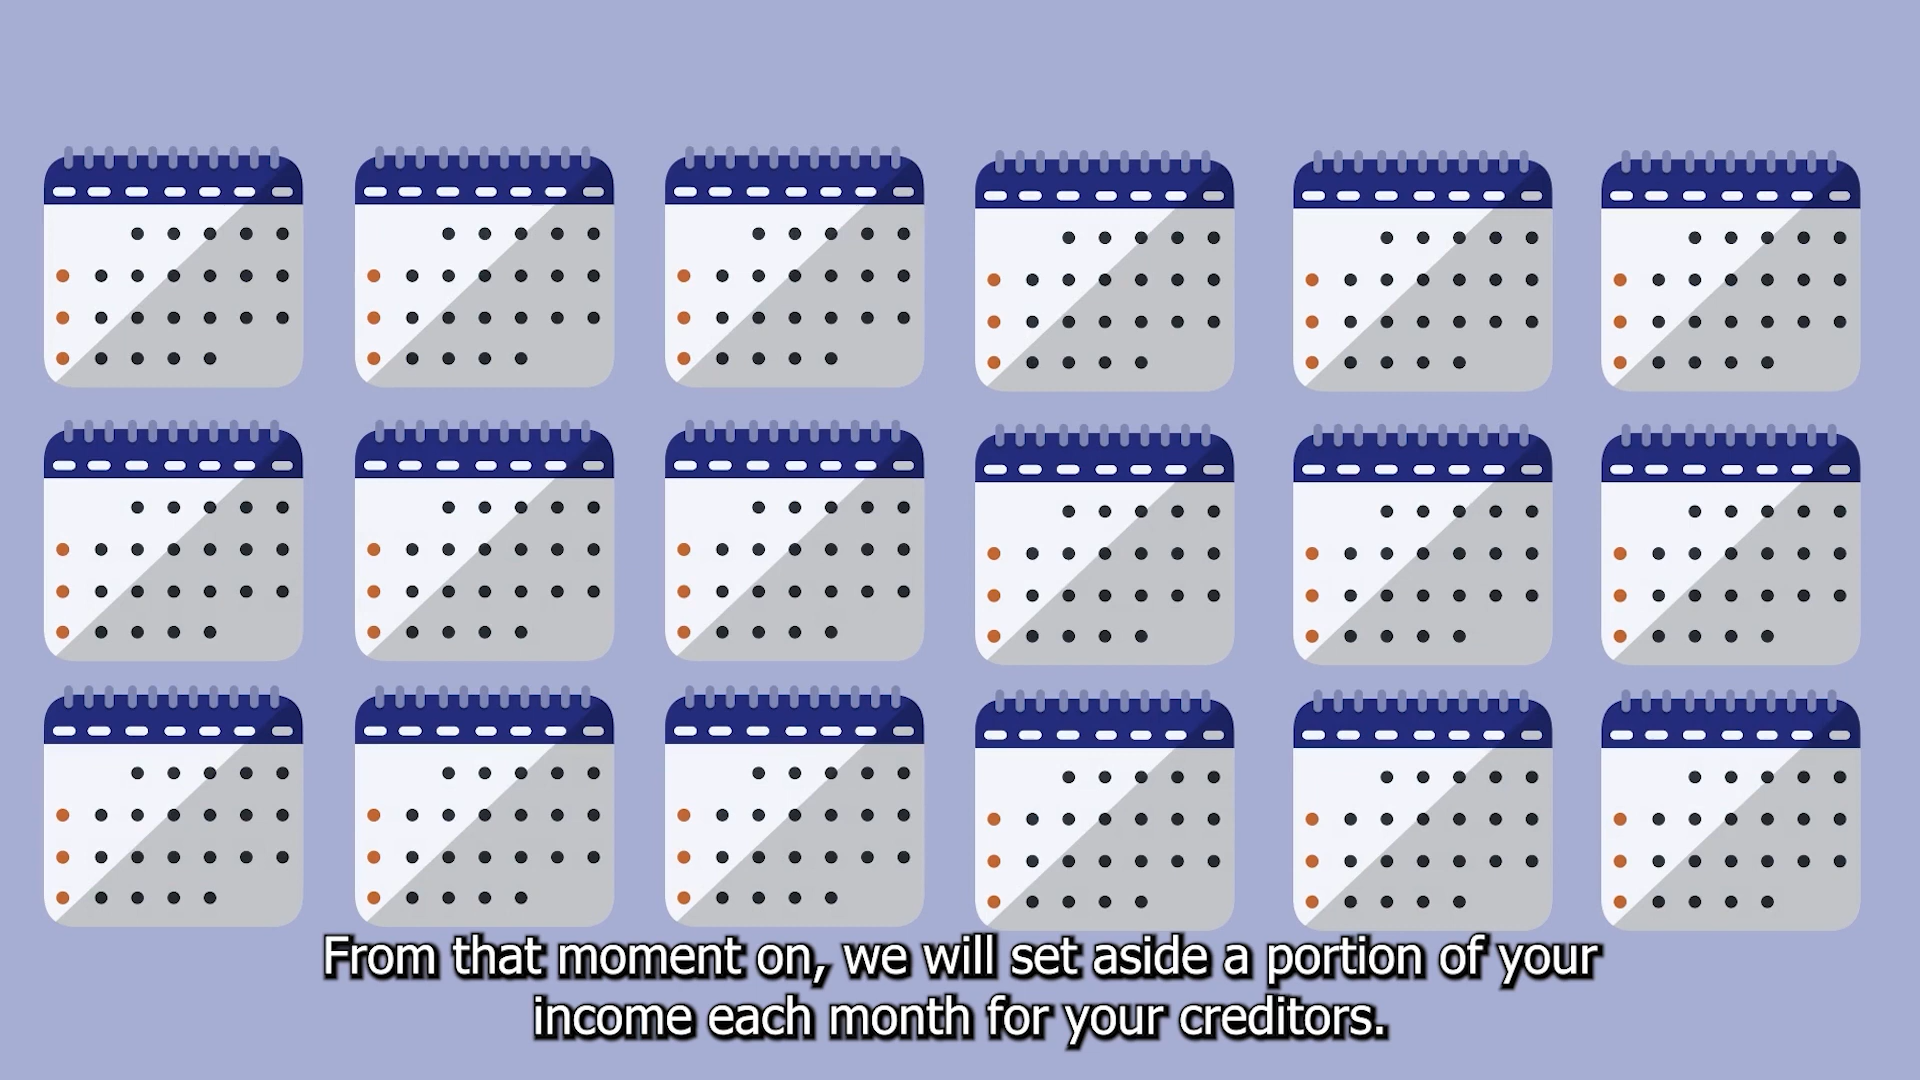 From that moment on, we will set aside a portion of your
income each month for your creditors.